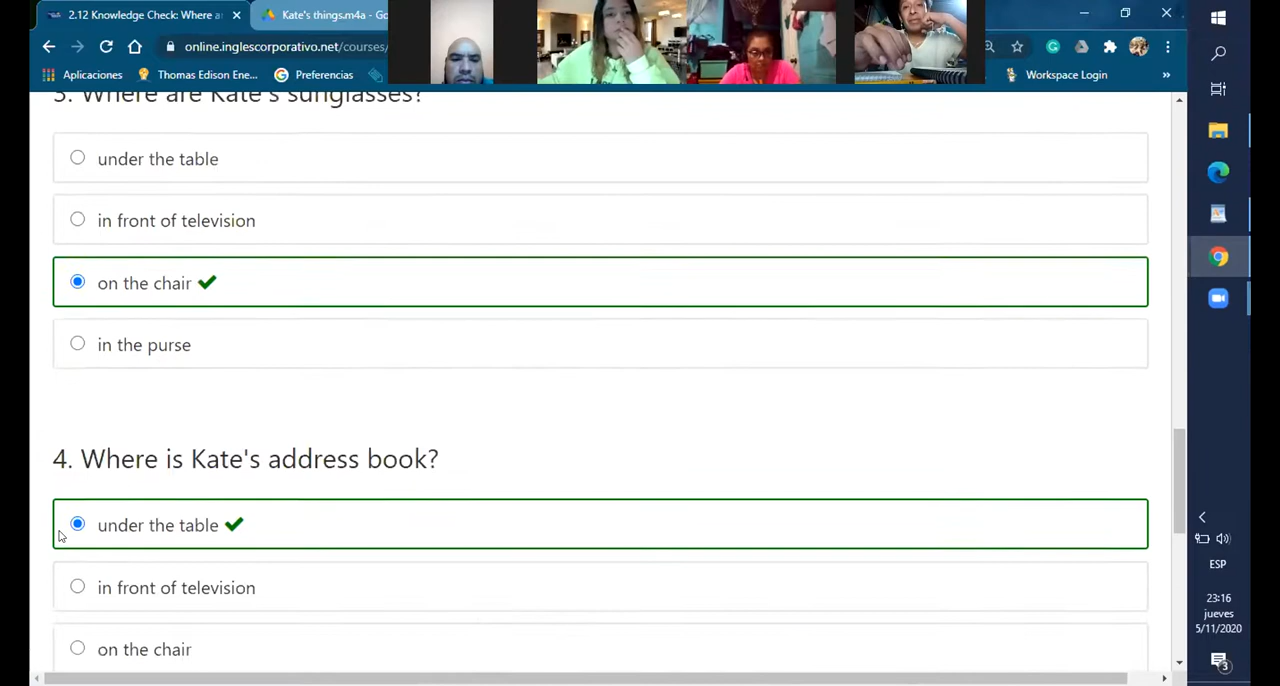 2.12 Knowledge Check: Where a
Kate's things.m4a - Go
online.inglescorporativo.net/courses/
Aplicaciones
Thomas Edison Ene...
Preferencias
Workspace Login
3. Where are Kate's sunglasses?
under the table
in front of television
on the chair
in the purse
4. Where is Kate's address book?
under the table
in front of television
on the chair
ESP
23:16
jueves
5/11/2020
3